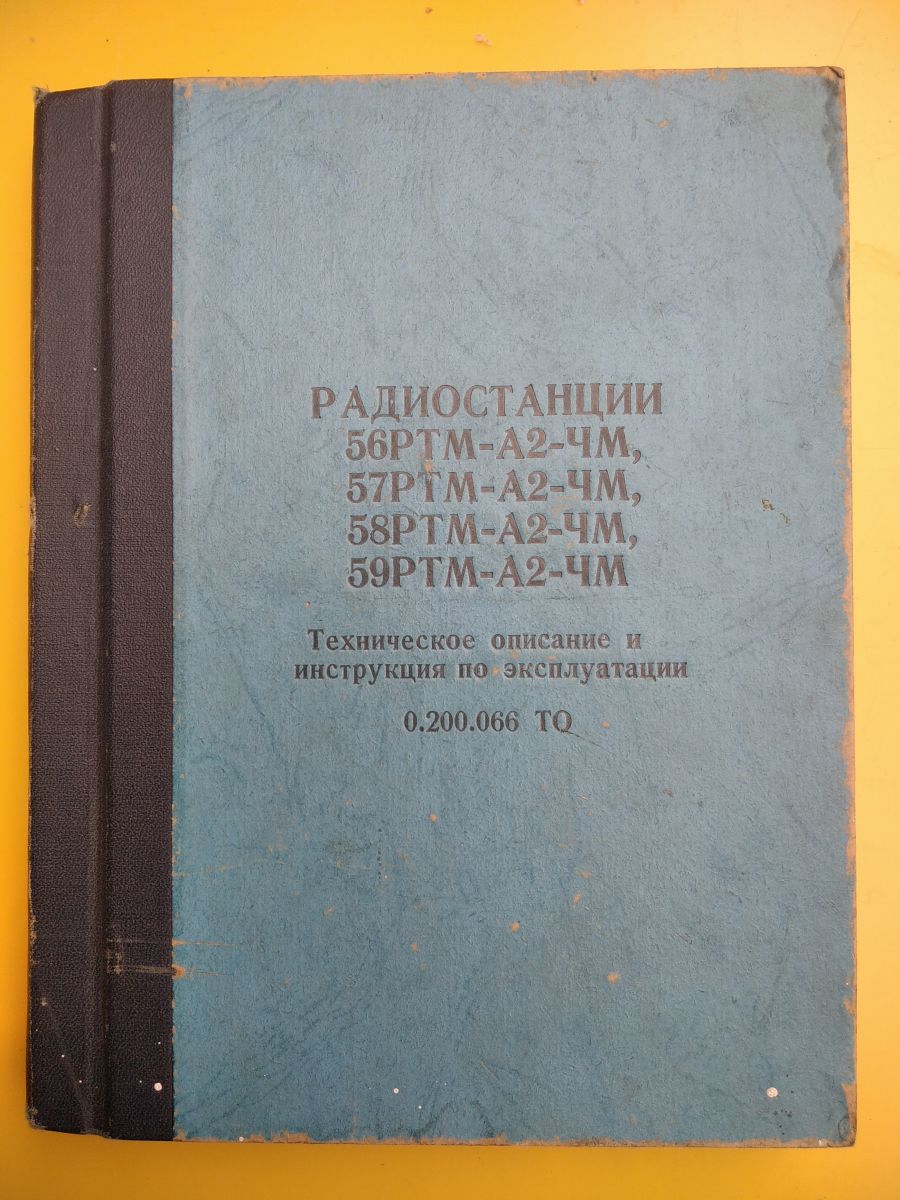 РАДИОСТАНЦИИ
56РТМ-А2-ЧМ,
57РТМ-А2-ЧМ,
58РТМ-А2-ЧМ,
59РТМ-А2-ЧМ
Техническое описание и
инструкция по эксплуатации
0.200.066 ТО